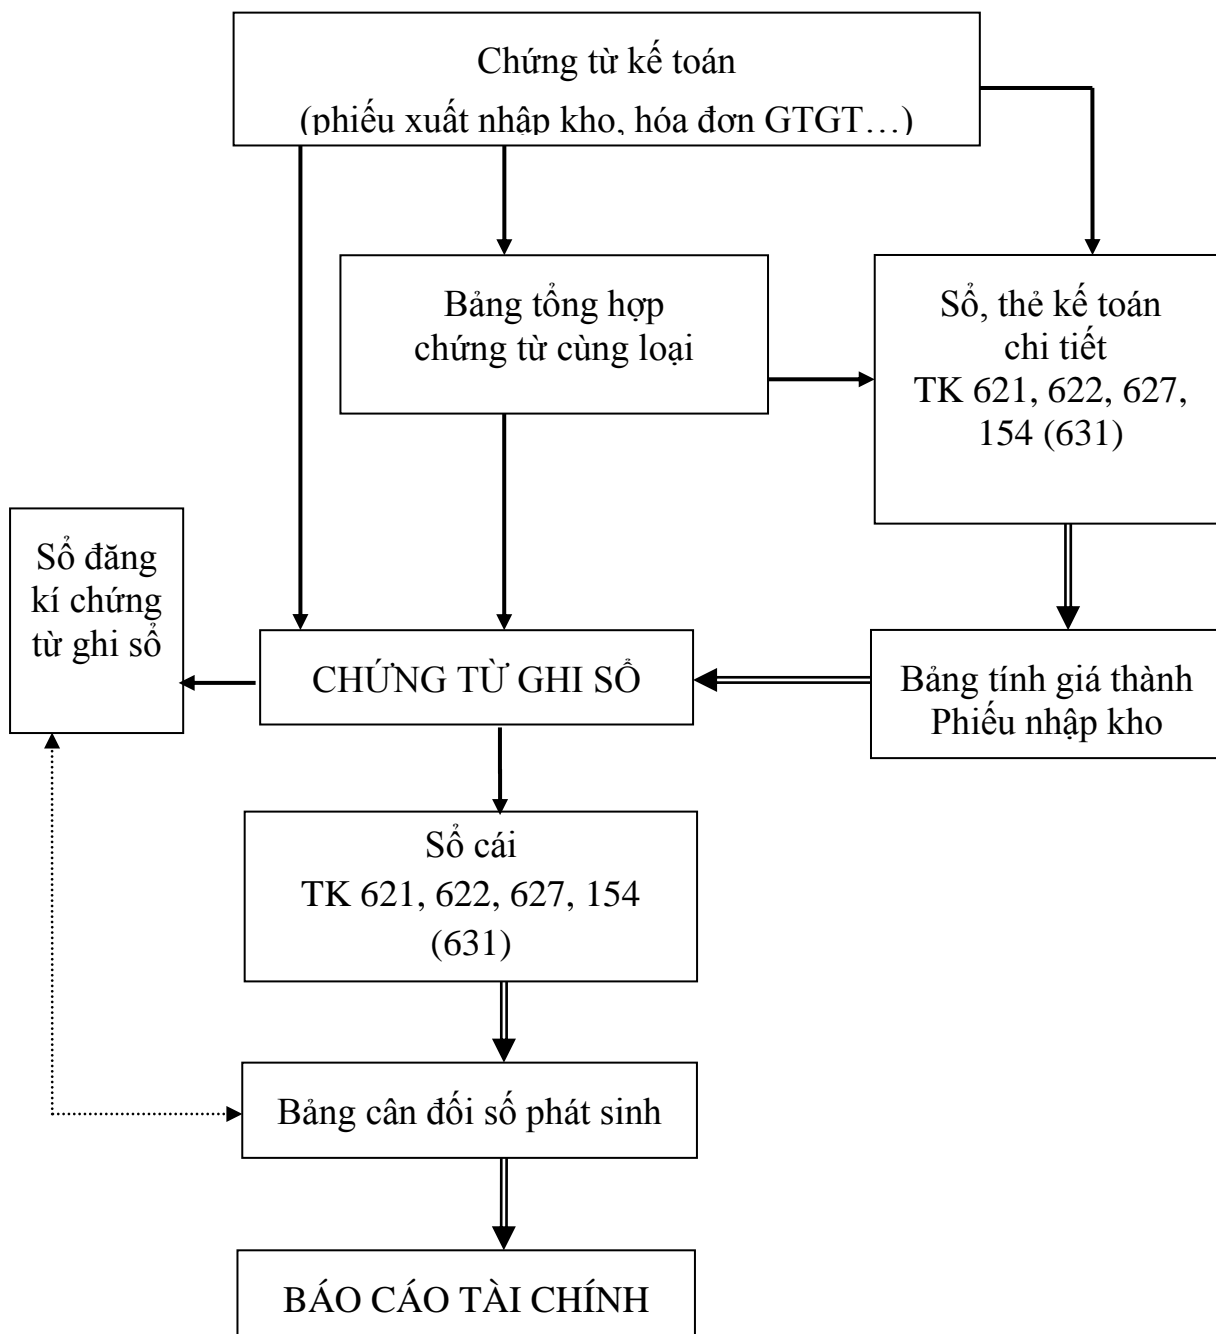 Chứng từ kế toán
(phiếu xuất nhập kho, hóa đơn GTGT…)
Bảng tổng hợp
chứng từ cùng loại
Sổ, thẻ kế toán
chi tiết
TK 621, 622, 627,
154 (631)
Sổ đăng
kí chứng
từ ghi sổ
CHỨNG TỪ GHI SỔ
Bảng tính giá thành
Phiếu nhập kho
Sổ cái
TK 621, 622, 627, 154
(631)
Bảng cân đối số phát sinh
BÁO CÁO TÀI CHÍNH